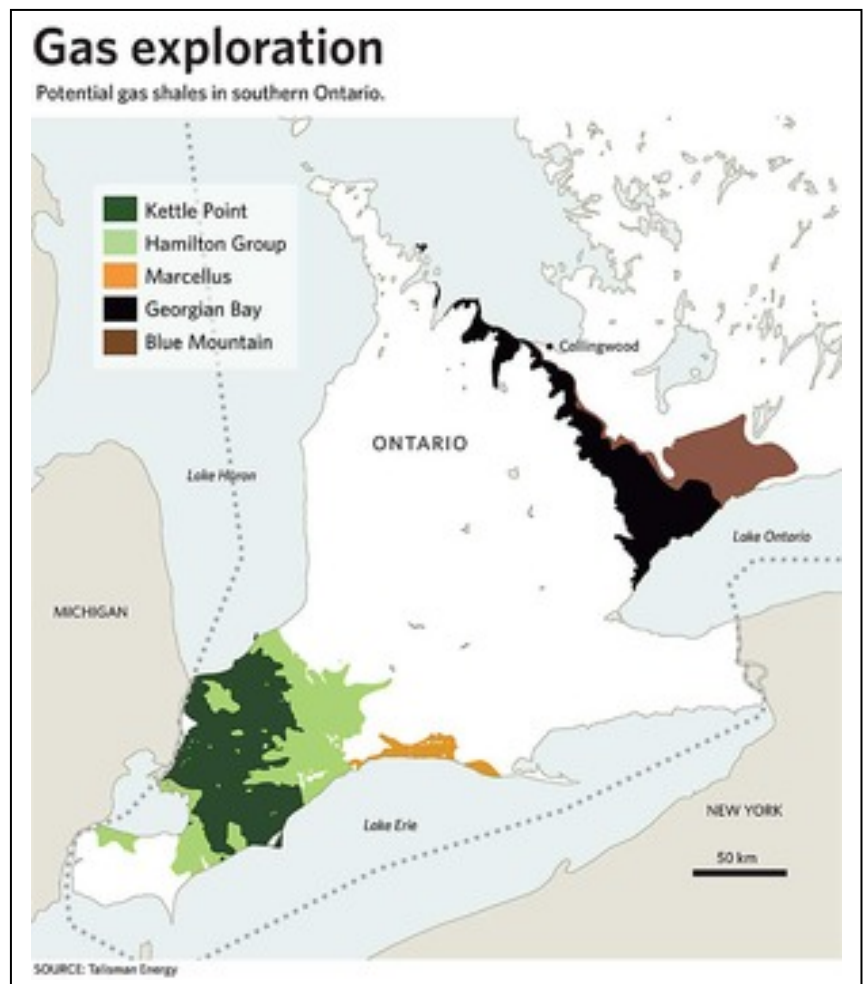 Gas exploration
Potential gas shales in southern Ontario.
Kettle Point
Hamilton Group
Marcellus
Georgian Bay
Blue Mountain
Collingwood
ONTARIO
Lake Huron
Lake Ontario
MICHIGAN
Lake Erie
NEW YORK
50 km
SOURCE: Talisman Energy